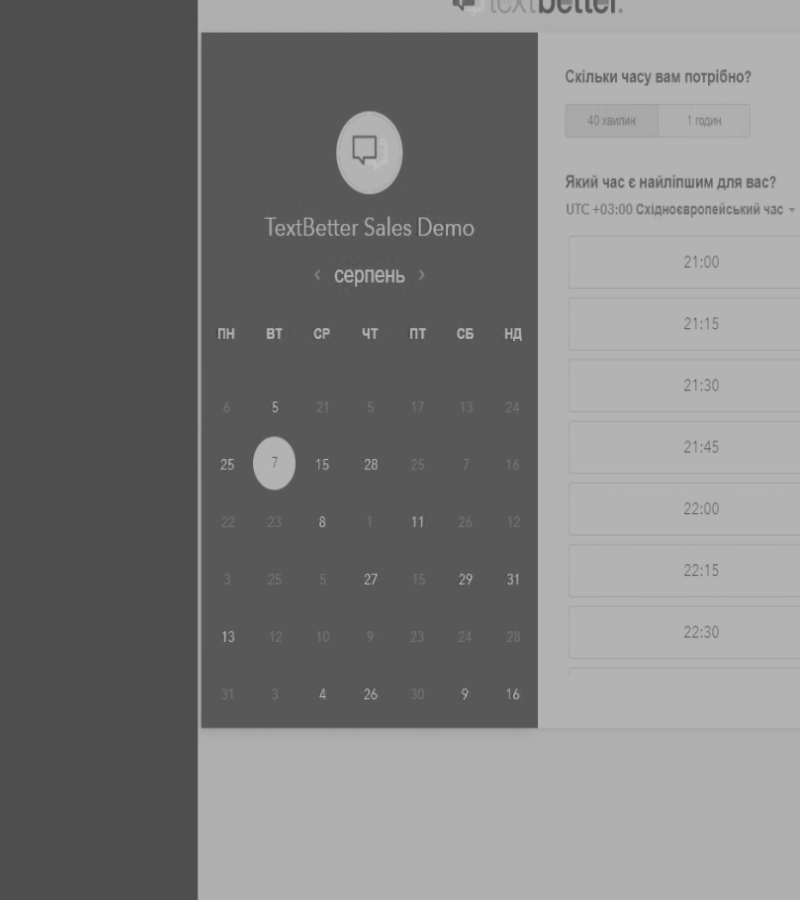 textbetter.
TextBetter Sales Demo
‹ серпень ›
ПН ВТ СР ЧТ ПТ СБ НД
6 5 21 5 17 13 24
25 7 15 28 25 7 16
22 23 8 1 11 26 12
3 25 5 27 15 29 31
13 12 10 9 23 24 28
31 3 4 26 30 9 16
Скільки часу вам потрібно?
40 хвилин 1 годин
Який час є найліпшим для вас?
UTC +03:00 Східноєвропейський час
21:00
21:15
21:30
21:45
22:00
22:15
22:30